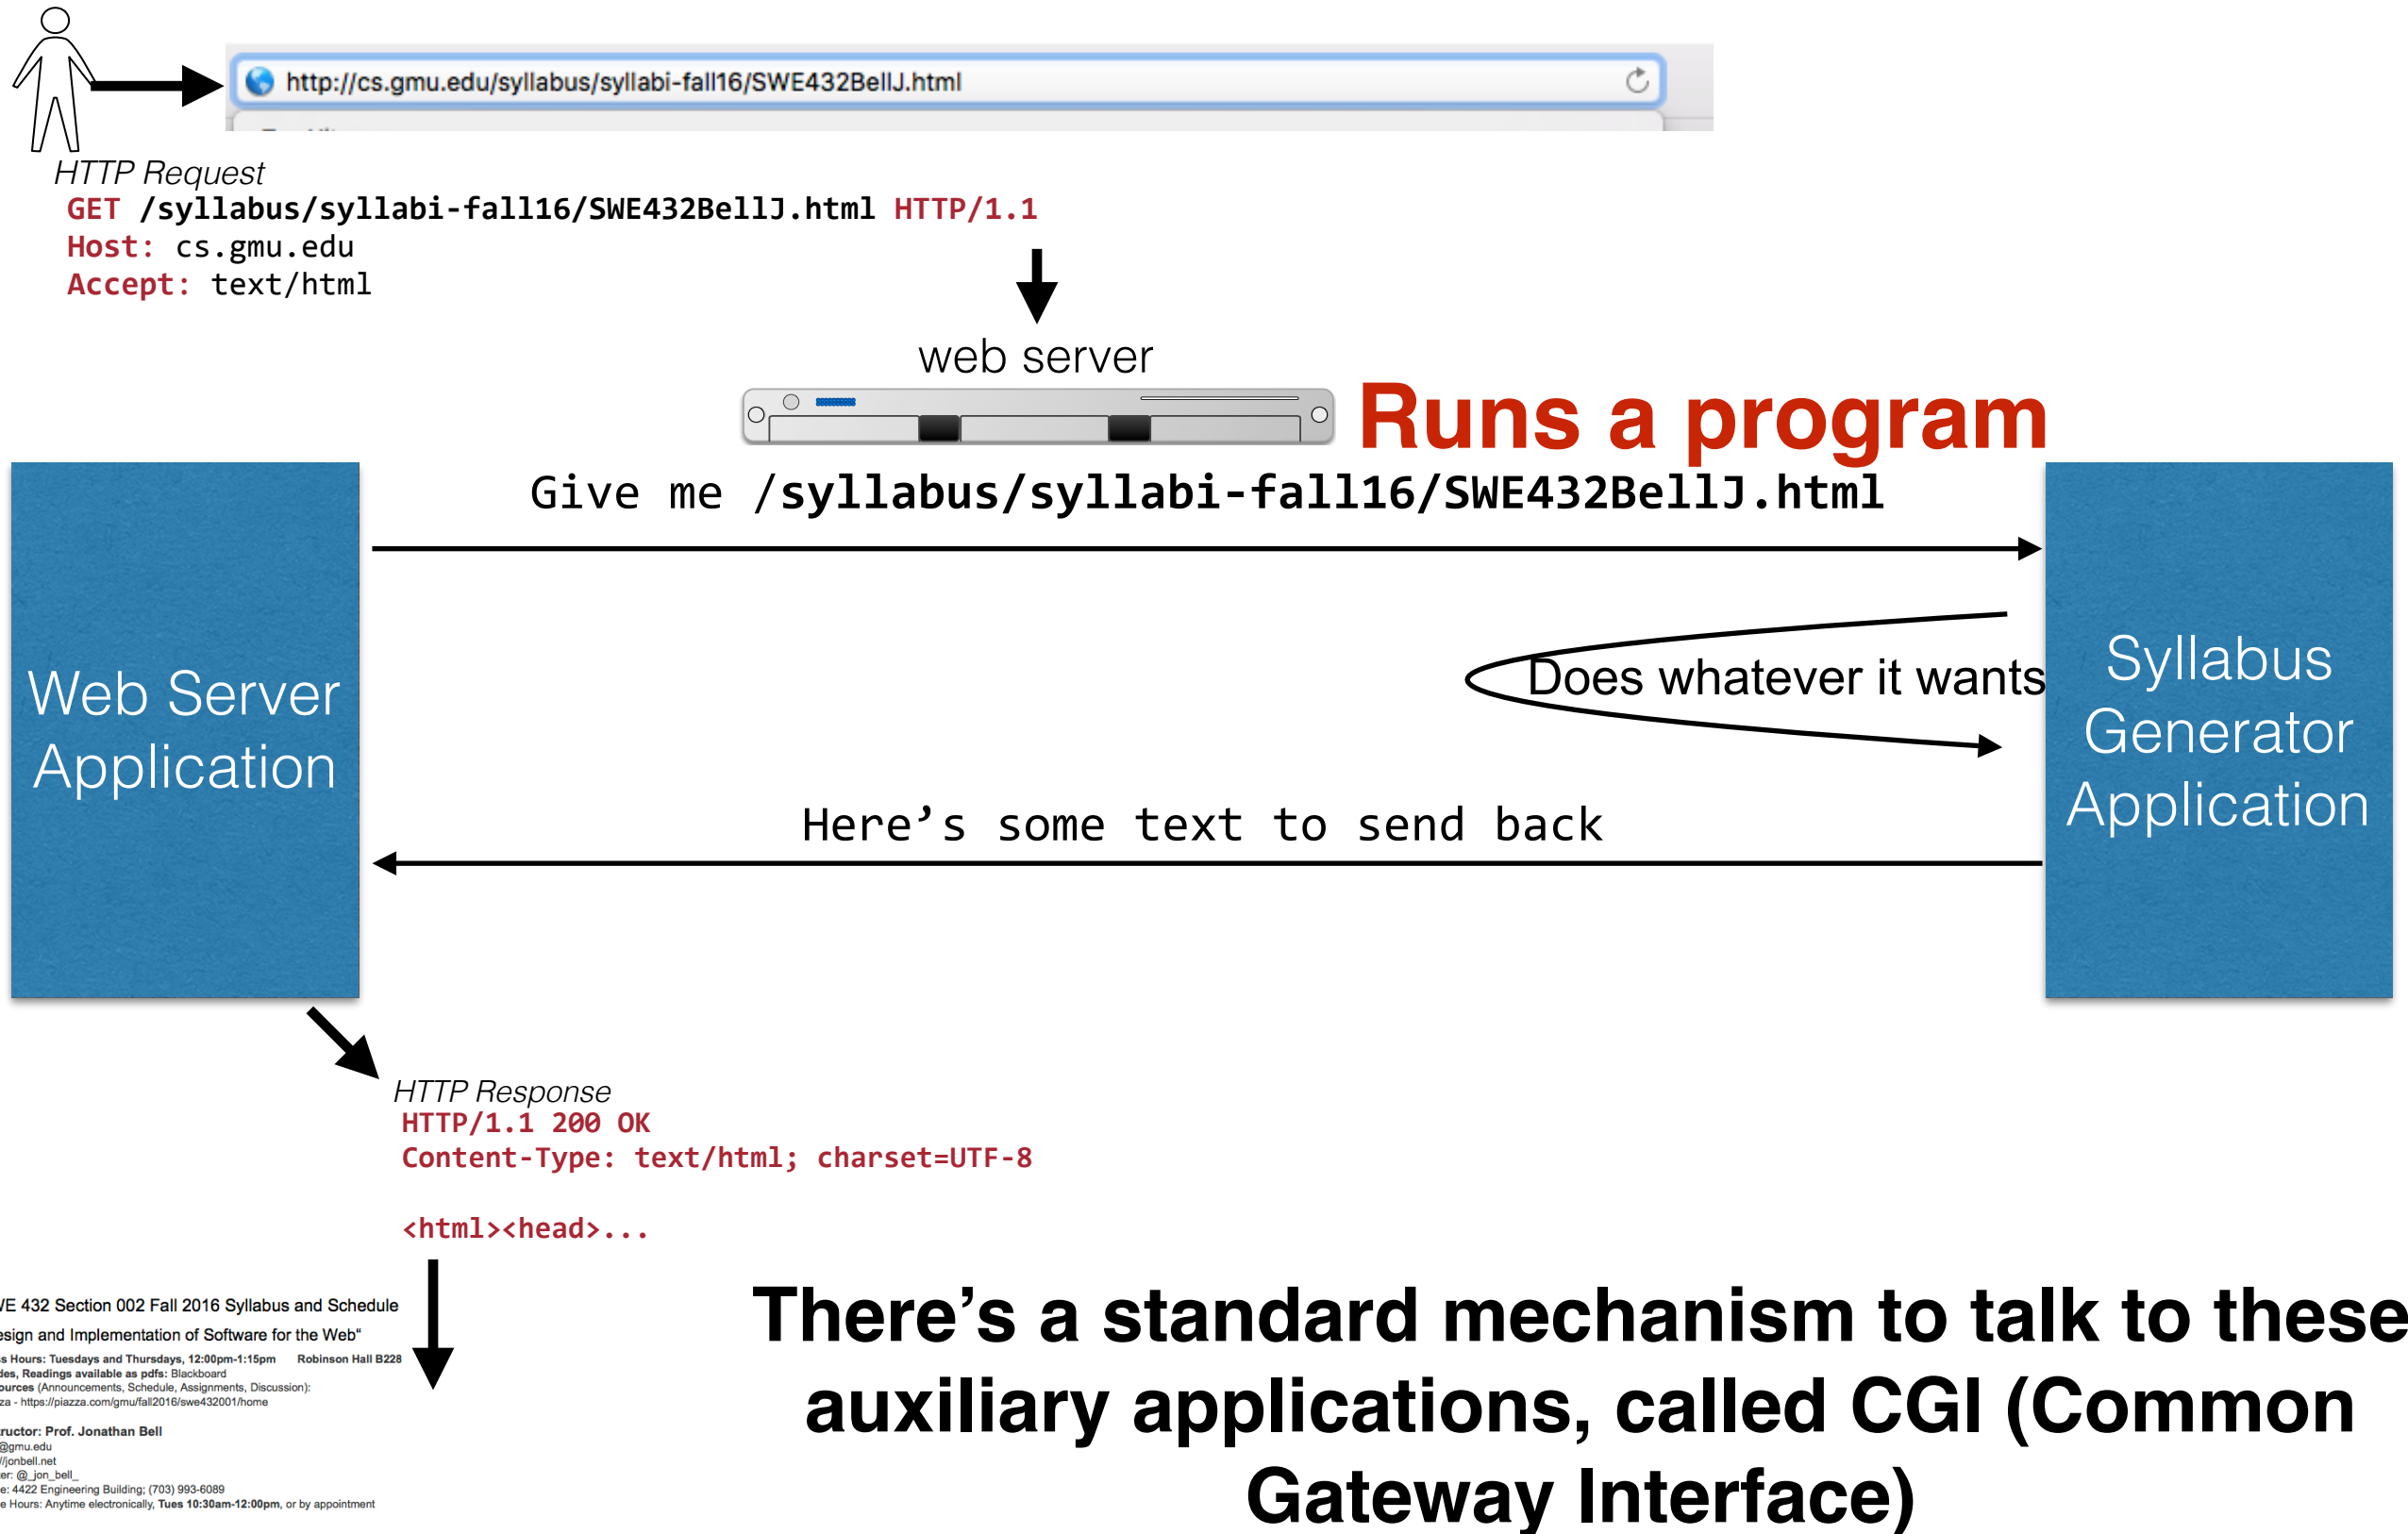 http://cs.gmu.edu/syllabus/syllabi-fall16/SWE432BellJ.html
HTTP Request
GET /syllabus/syllabi-fall16/SWE432BellJ.html HTTP/1.1
Host: cs.gmu.edu
Accept: text/html
web server
Runs a program
Give me /syllabus/syllabi-fall16/SWE432BellJ.html
Web Server
Application
Does whatever it wants
Syllabus
Generator
Application
Here's some text to send back
HTTP Response
HTTP/1.1 200 OK
Content-Type: text/html; charset=UTF-8
<html><head>...
432 Section 002 Fall 2016 Syllabus and Schedule
and Implementation of Software for the Web“
Hours: Tuesdays and Thursdays, 12:00pm-1:15pm Robinson Hall B228
Readings available as pdfs: Blackboard
(Announcements, Schedule, Assignments, Discussion):
- https://piazza.com/gmu/fall2016/swe432001/home
Prof. Jonathan Bell
@gmu.edu
//jonbell.net
@_jon_bell_
4422 Engineering Building; (703) 993-6089
Hours: Anytime electronically, Tues 10:30am-12:00pm, or by appointment
There's a standard mechanism to talk to these
auxiliary applications, called CGI (Common
Gateway Interface)